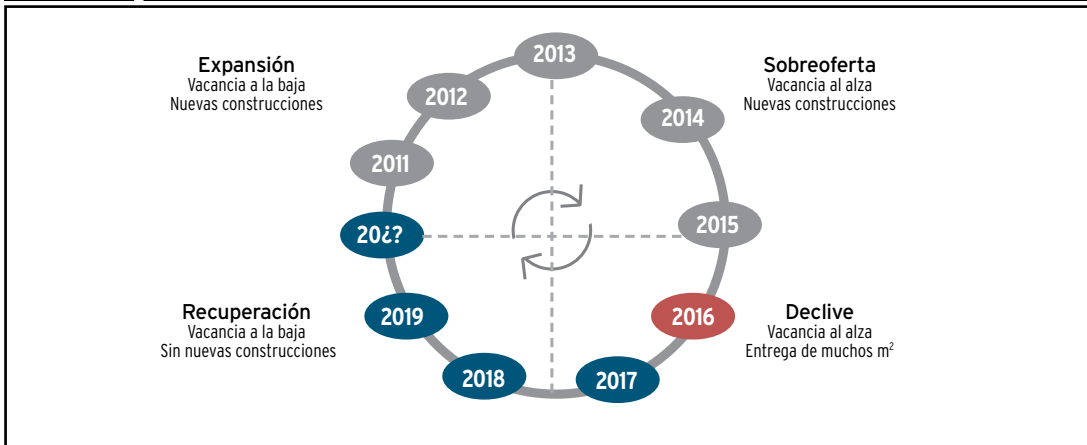 Expansión
Vacancia a la baja
Nuevas construcciones
2013
Sobreoferta
Vacancia al alza
Nuevas construcciones
2012
2014
2011
2015
20¿?
Recuperación
Vacancia a la baja
Sin nuevas construcciones
2019
2016
Declive
Vacancia al alza
Entrega de muchos m²
2018
2017